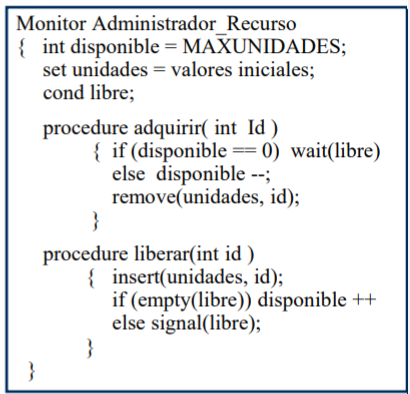 Monitor Administrador_Recurso
{ int disponible = MAXUNIDADES;
set unidades = valores iniciales;
cond libre;
procedure adquirir( int Id )
{ if (disponible == 0) wait(libre)
else disponible --;
remove(unidades, id);
}
procedure liberar(int id )
{ insert(unidades, id);
if (empty(libre)) disponible ++
else signal(libre);
}
}